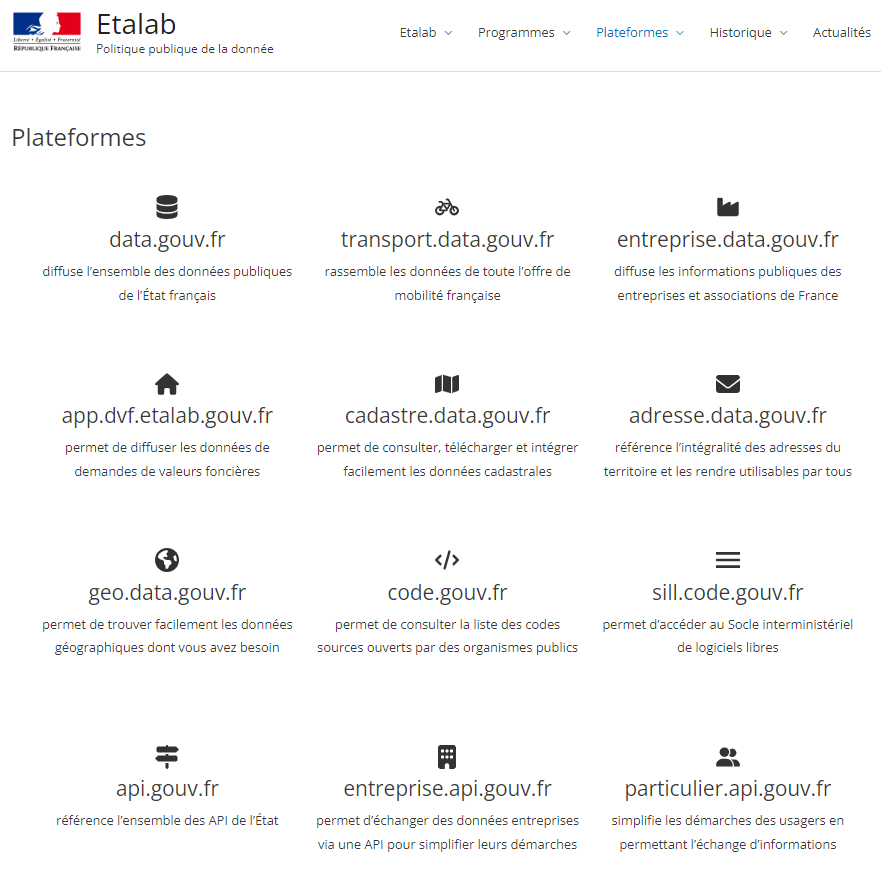 Etalab
Politique publique de la donnée
Liberté • Égalité • Fraternité
RÉPUBLIQUE FRANÇAISE
Etalab
Programmes
Plateformes
Historique
Actualités
Plateformes
data.gouv.fr
diffuse l’ensemble des données publiques
de l’État français
transport.data.gouv.fr
rassemble les données de toute l’offre de
mobilité française
entreprise.data.gouv.fr
diffuse les informations publiques des
entreprises et associations de France
app.dvf.etalab.gouv.fr
permet de diffuser les données de
demandes de valeurs foncières
cadastre.data.gouv.fr
permet de consulter, télécharger et intégrer
facilement les données cadastrales
adresse.data.gouv.fr
référence l’intégralité des adresses du
territoire et les rendre utilisables par tous
geo.data.gouv.fr
permet de trouver facilement les données
géographiques dont vous avez besoin
code.gouv.fr
permet de consulter la liste des codes
sources ouverts par des organismes publics
sill.code.gouv.fr
permet d’accéder au Socle interministériel
de logiciels libres
api.gouv.fr
référence l’ensemble des API de l’État
entreprise.api.gouv.fr
permet d’échanger des données entreprises
via une API pour simplifier leurs démarches
particulier.api.gouv.fr
simplifie les démarches des usagers en
permettant l’échange d’informations